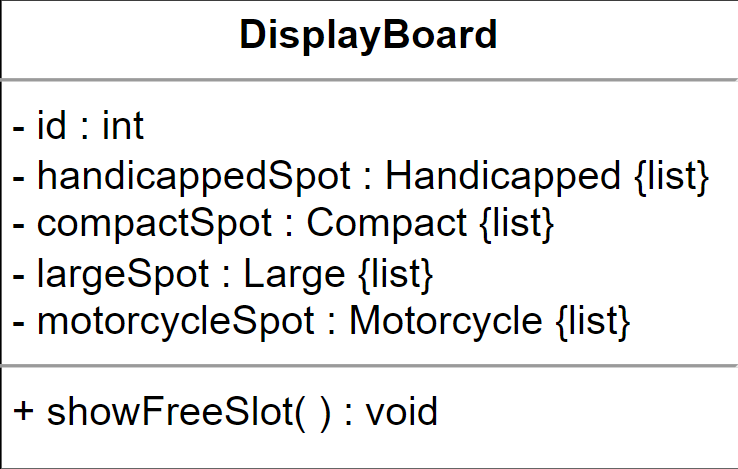 DisplayBoard
- id : int
- handicappedSpot : Handicapped {list}
- compactSpot : Compact {list}
- largeSpot : Large {list}
- motorcycleSpot : Motorcycle {list}
+ showFreeSlot( ) : void